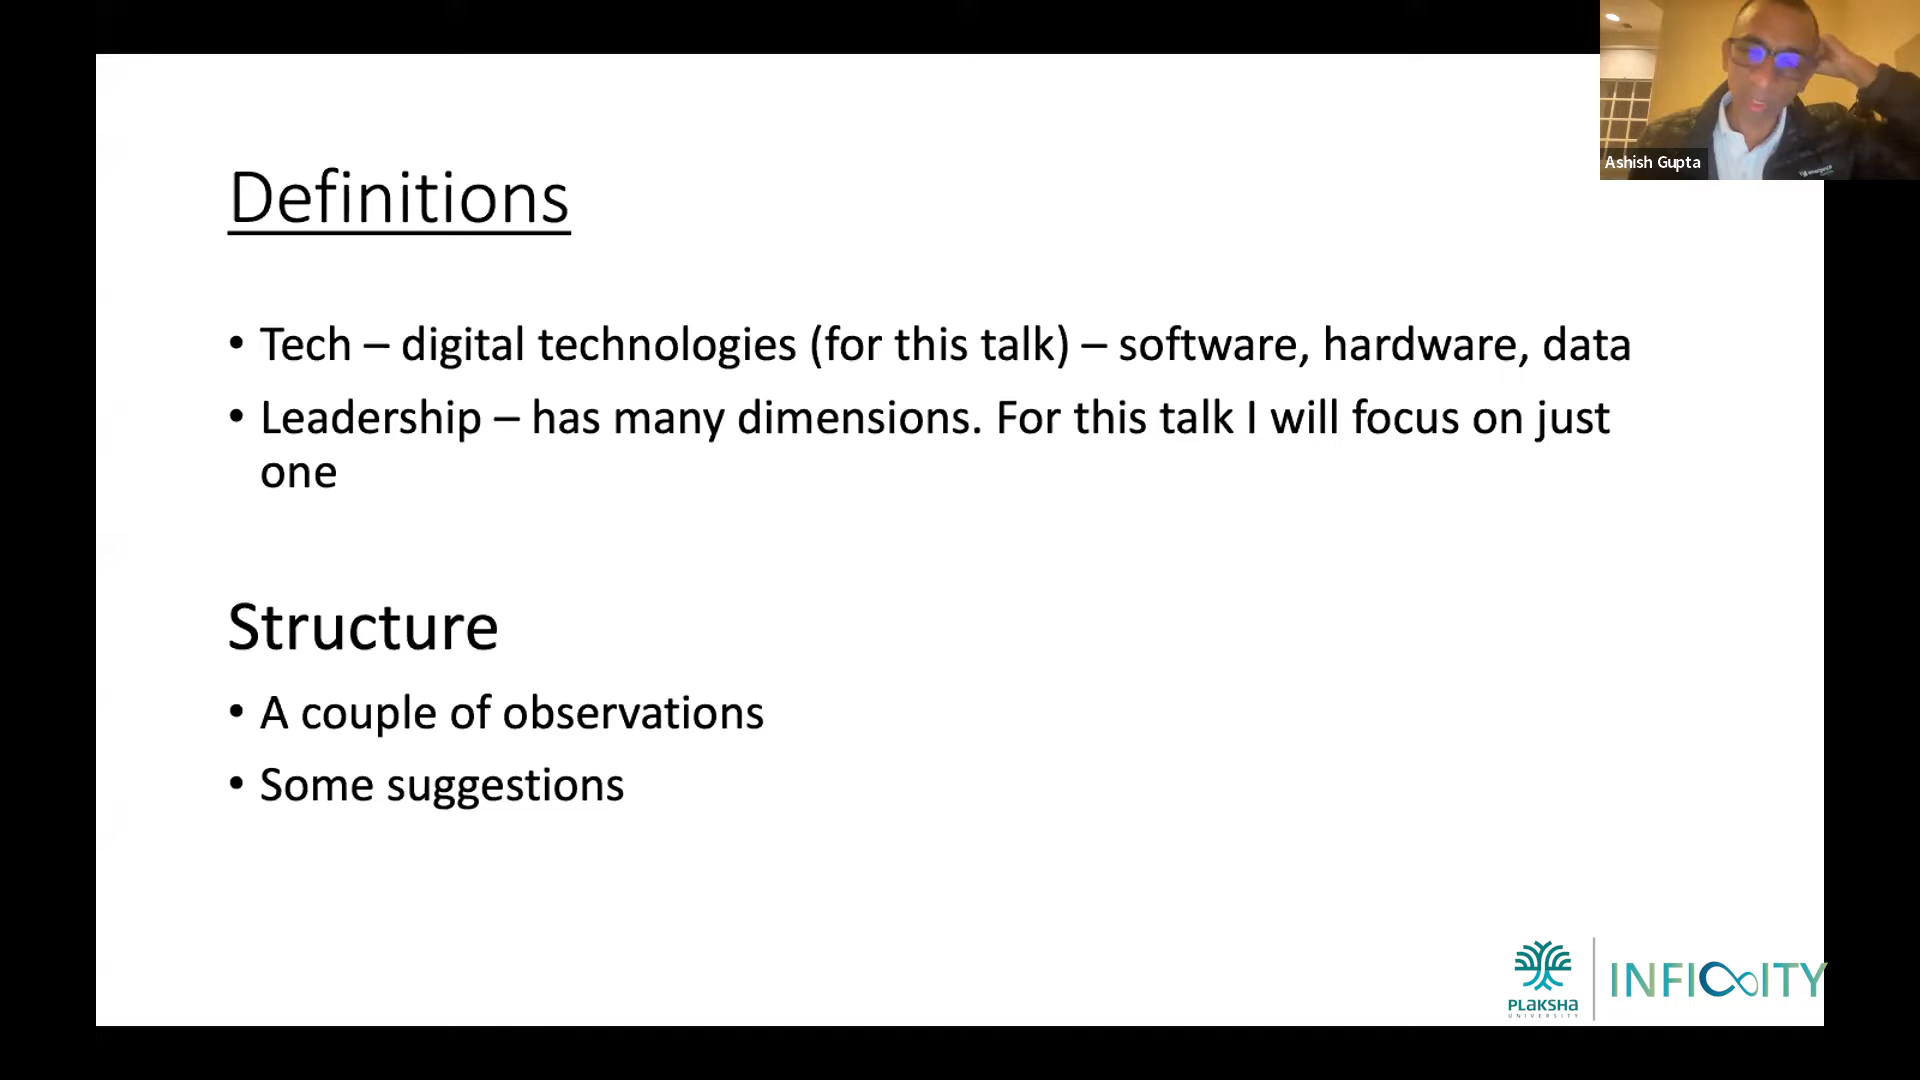 Ashish Gupta
Definitions
• Tech – digital technologies (for this talk) – software, hardware, data
• Leadership – has many dimensions. For this talk I will focus on just
one
Structure
• A couple of observations
• Some suggestions
PLAKSHA
UNIVERSITY
INFINITY